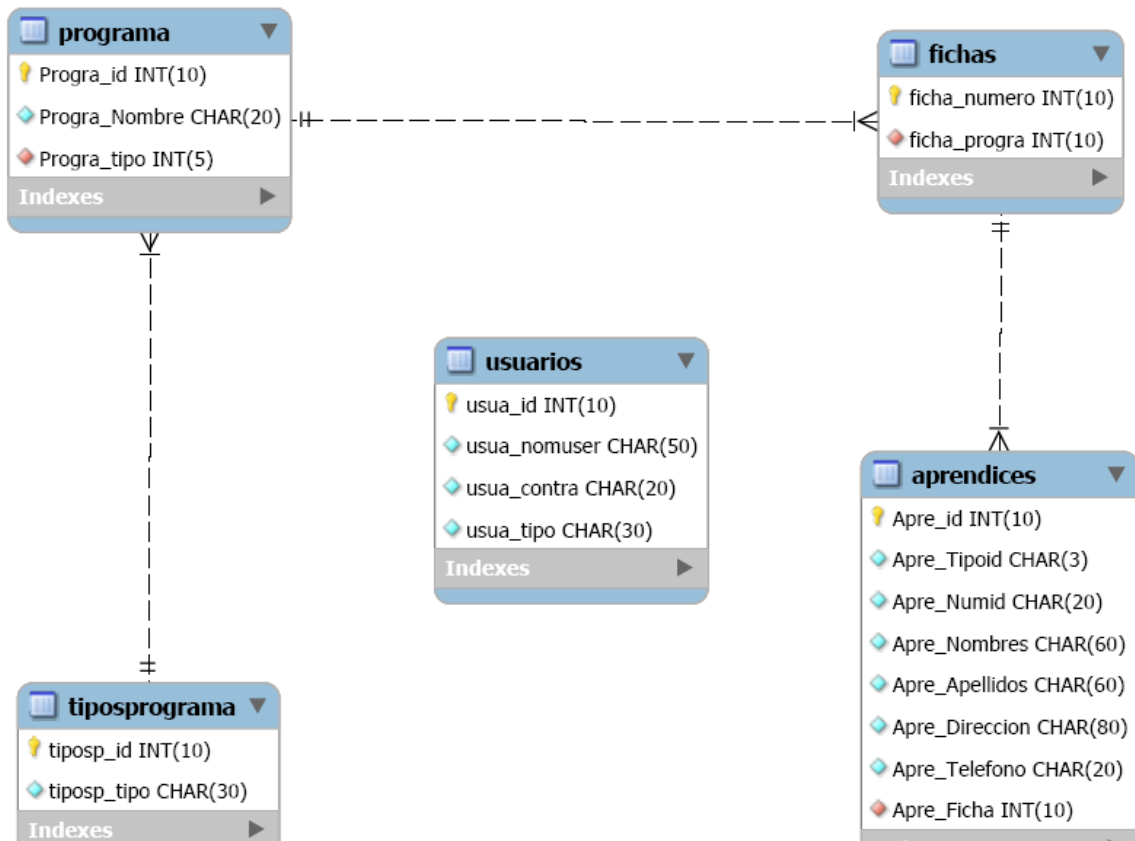 programa
Progra_id INT(10)
Progra_Nombre CHAR(20)
Progra_tipo INT(5)
Indexes
fichas
ficha_numero INT(10)
ficha_progra INT(10)
Indexes
usuarios
usua_id INT(10)
usua_nomuser CHAR(50)
usua_contra CHAR(20)
usua_tipo CHAR(30)
Indexes
tiposprograma
tiposp_id INT(10)
tiposp_tipo CHAR(30)
Indexes
aprendices
Apre_id INT(10)
Apre_Tipoid CHAR(3)
Apre_Numid CHAR(20)
Apre_Nombres CHAR(60)
Apre_Apellidos CHAR(60)
Apre_Direccion CHAR(80)
Apre_Telefono CHAR(20)
Apre_Ficha INT(10)